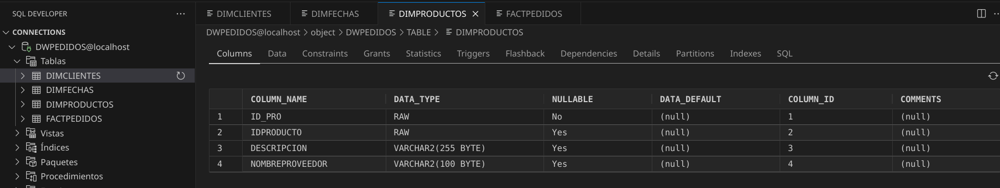 SQL DEVELOPER
CONNECTIONS
DWPEDIDOS@localhost
Tablas
DIMCLIENTES
DIMFECHAS
DIMPRODUCTOS
FACTPEDIDOS
Vistas
Índices
Paquetes
Procedimientos
DIMCLIENTES DIMFECHAS DIMPRODUCTOS FACTPEDIDOS
DWPEDIDOS@localhost > object > DWPEDIDOS > TABLE > DIMPRODUCTOS
Columns Data Constraints Grants Statistics Triggers Flashback Dependencies Details Partitions Indexes SQL
COLUMN_NAME DATA_TYPE NULLABLE DATA_DEFAULT COLUMN_ID COMMENTS
1 ID_PRO RAW No (null) 1 (null)
2 IDPRODUCTO RAW Yes (null) 2 (null)
3 DESCRIPCION VARCHAR2(255 BYTE) Yes (null) 3 (null)
4 NOMBREPROVEEDOR VARCHAR2(100 BYTE) Yes (null) 4 (null)